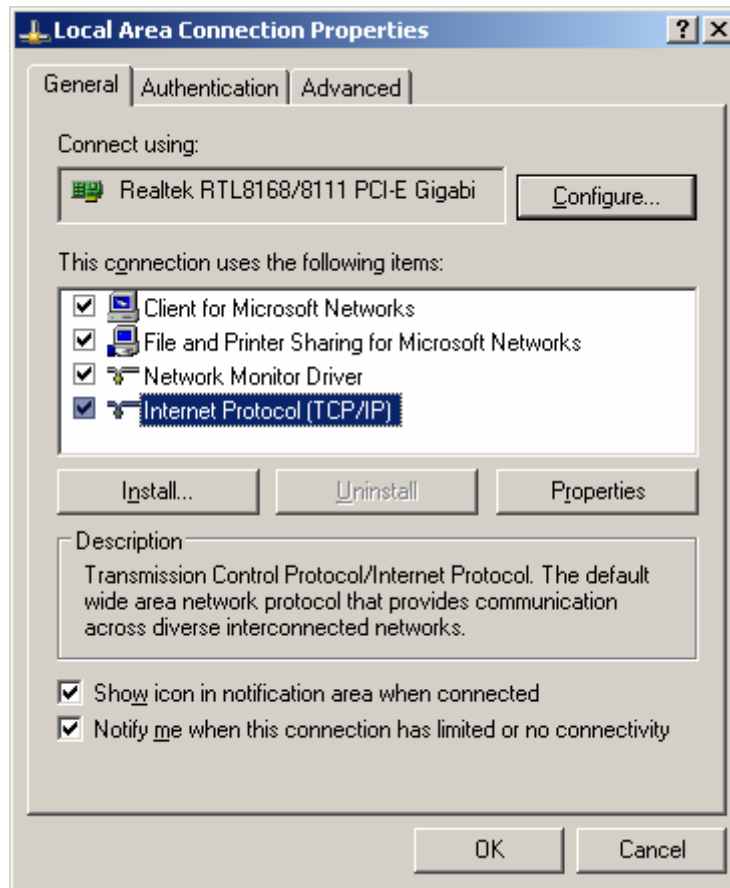 Local Area Connection Properties
General Authentication Advanced
Connect using:
Realtek RTL8168/8111 PCI-E Gigabi
Configure...
This connection uses the following items:
Client for Microsoft Networks
File and Printer Sharing for Microsoft Networks
Network Monitor Driver
Internet Protocol (TCP/IP)
Install... Uninstall Properties
Description
Transmission Control Protocol/Internet Protocol. The default
wide area network protocol that provides communication
across diverse interconnected networks.
Show icon in notification area when connected
Notify me when this connection has limited or no connectivity
OK Cancel